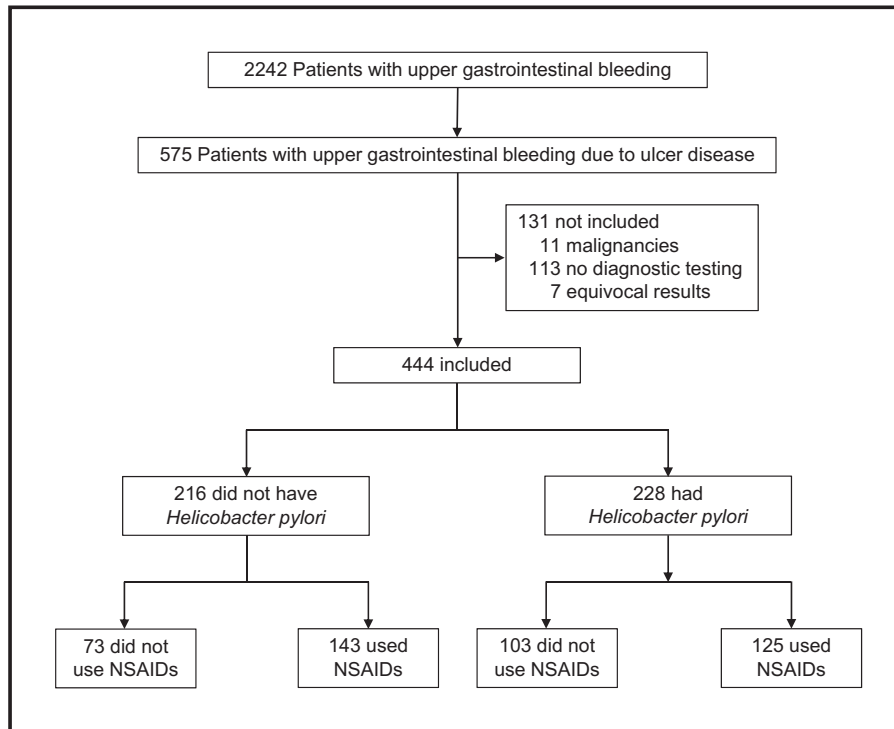 2242 Patients with upper gastrointestinal bleeding
575 Patients with upper gastrointestinal bleeding due to ulcer disease
131 not included
11 malignancies
113 no diagnostic testing
7 equivocal results
444 included
216 did not have
Helicobacter pylori
228 had
Helicobacter pylori
73 did not
use NSAIDs
143 used
NSAIDs
103 did not
use NSAIDs
125 used
NSAIDs